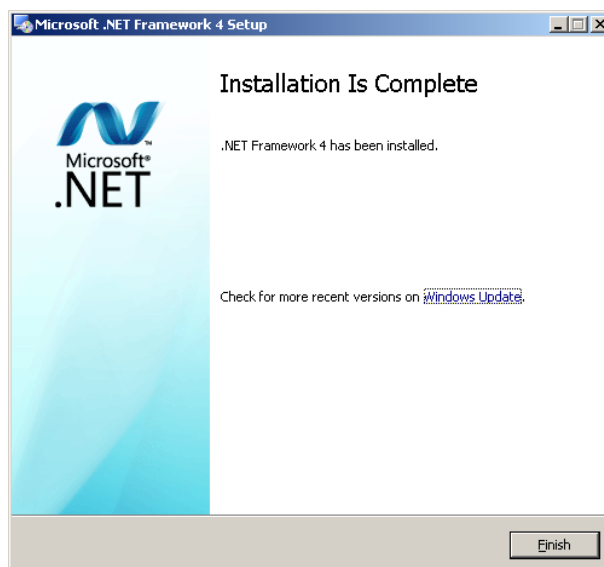 Microsoft .NET Framework 4 Setup
Installation Is Complete
Microsoft®
.NET
TM
.NET Framework 4 has been installed.
Check for more recent versions on Windows Update.
Finish